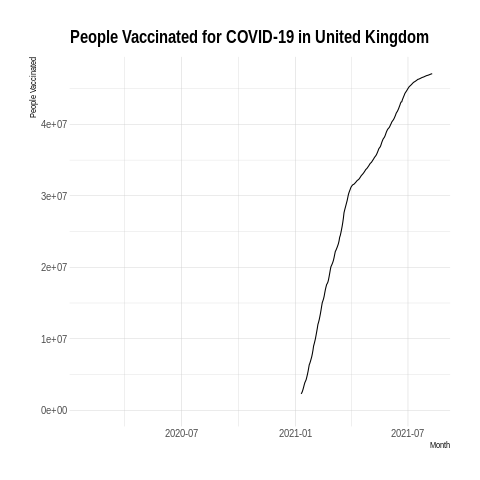 People Vaccinated for COVID-19 in United Kingdom
People Vaccinated
4e+07
3e+07
2e+07
1e+07
0e+00
2020-07
2021-01
2021-07
Month